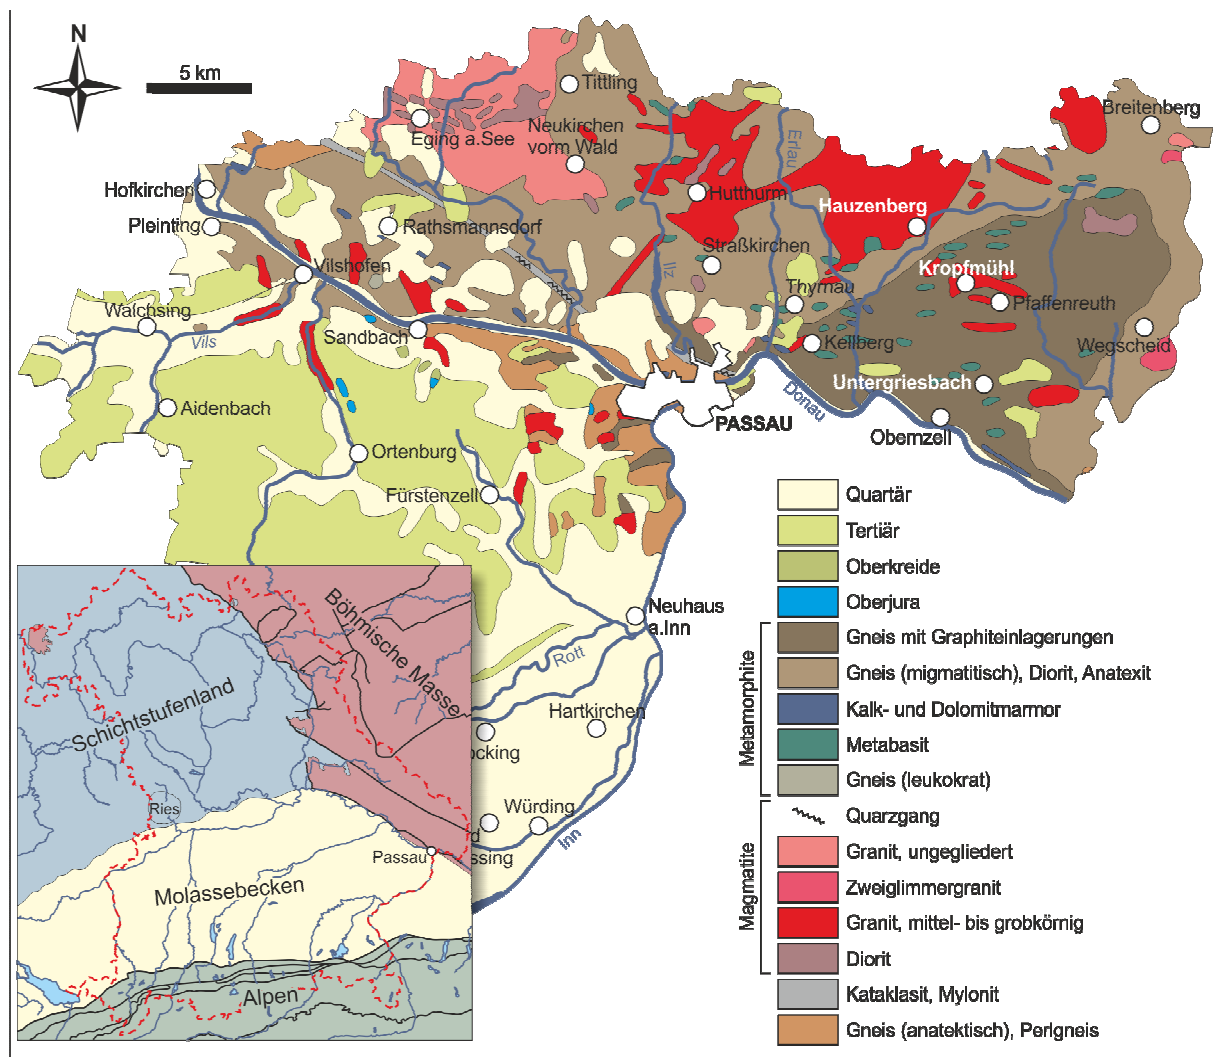 N
5 km
Tittling
Breitenberg
Eging a.See
Neukirchen
vorm Wald
Erlau
Hofkirchen
Hutthurm
Hauzenberg
Pleinting
Rathsmannsdorf
Straßkirchen
Ilz
Vilshofen
Kropfmühl
Thyrnau
Pfaffenreuth
Walchsing
Vils
Sandbach
Kellberg
Wegscheid
Untergriesbach
Donau
Aidenbach
PASSAU
Obernzell
Ortenburg
Fürstenzell
Neuhaus
a.Inn
Rott
Hartkirchen
ocking
Würding
Inn
d
ssing
Böhmische Masse
Schichtstufenland
Ries
Passau
Molassebecken
Alpen
Quartär
Tertiär
Oberkreide
Oberjura
Metamorphite
Gneis mit Graphiteinlagerungen
Gneis (migmatitisch), Diorit, Anatexit
Kalk- und Dolomitmarmor
Metabasit
Gneis (leukokrat)
Magmatite
Quarzgang
Granit, ungegliedert
Zweiglimmergranit
Granit, mittel- bis grobkörnig
Diorit
Kataklasit, Mylonit
Gneis (anatektisch), Perlgneis